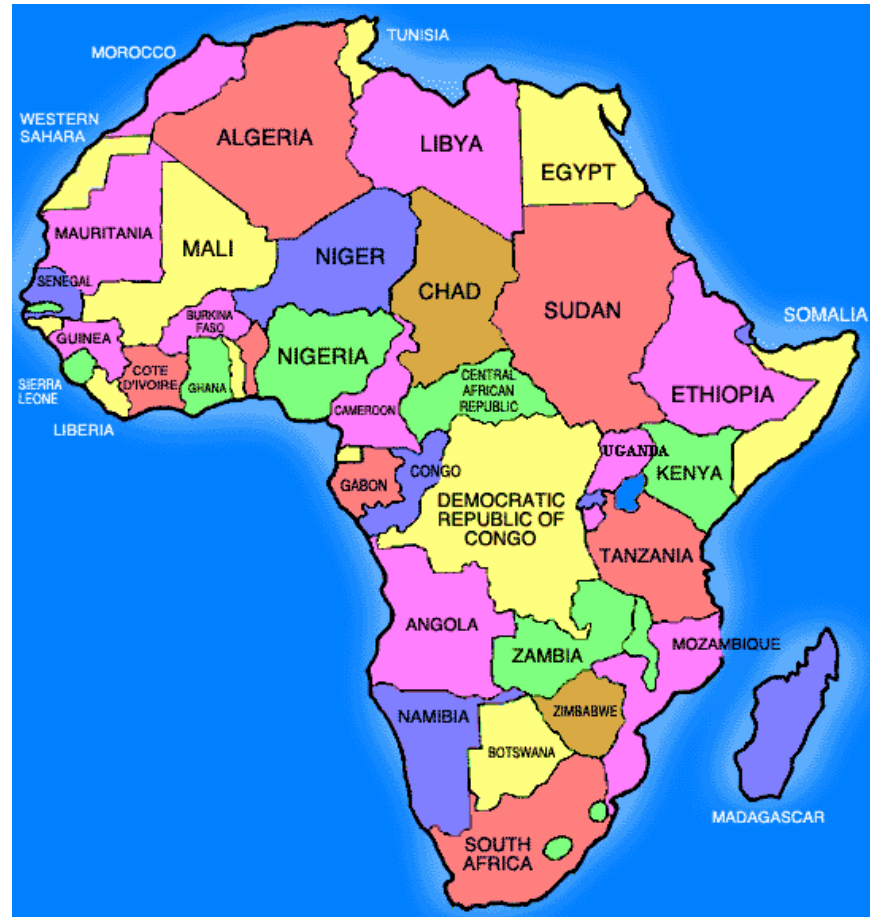 TUNISIA
MOROCCO
WESTERN
SAHARA
ALGERIA
LIBYA
EGYPT
MAURITANIA
MALI
NIGER
CHAD
SUDAN
SENEGAL
BURKINA
FASO
GUINEA
NIGERIA
SOMALIA
SIERRA
LEONE
COTE
D'IVOIRE
GHANA
CENTRAL
AFRICAN
REPUBLIC
ETHIOPIA
LIBERIA
CAMEROON
UGANDA
KENYA
GABON
CONGO
DEMOCRATIC
REPUBLIC OF
CONGO
TANZANIA
ANGOLA
ZAMBIA
MOZAMBIQUE
NAMIBIA
ZIMBABWE
BOTSWANA
MADAGASCAR
SOUTH
AFRICA